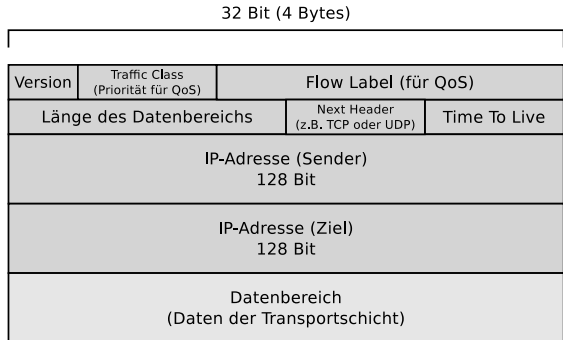 32 Bit (4 Bytes)
Version
Traffic Class
(Priorität für QoS)
Flow Label (für QoS)
Länge des Datenbereichs
Next Header
(z.B. TCP oder UDP)
Time To Live
IP-Adresse (Sender)
128 Bit
IP-Adresse (Ziel)
128 Bit
Datenbereich
(Daten der Transportschicht)